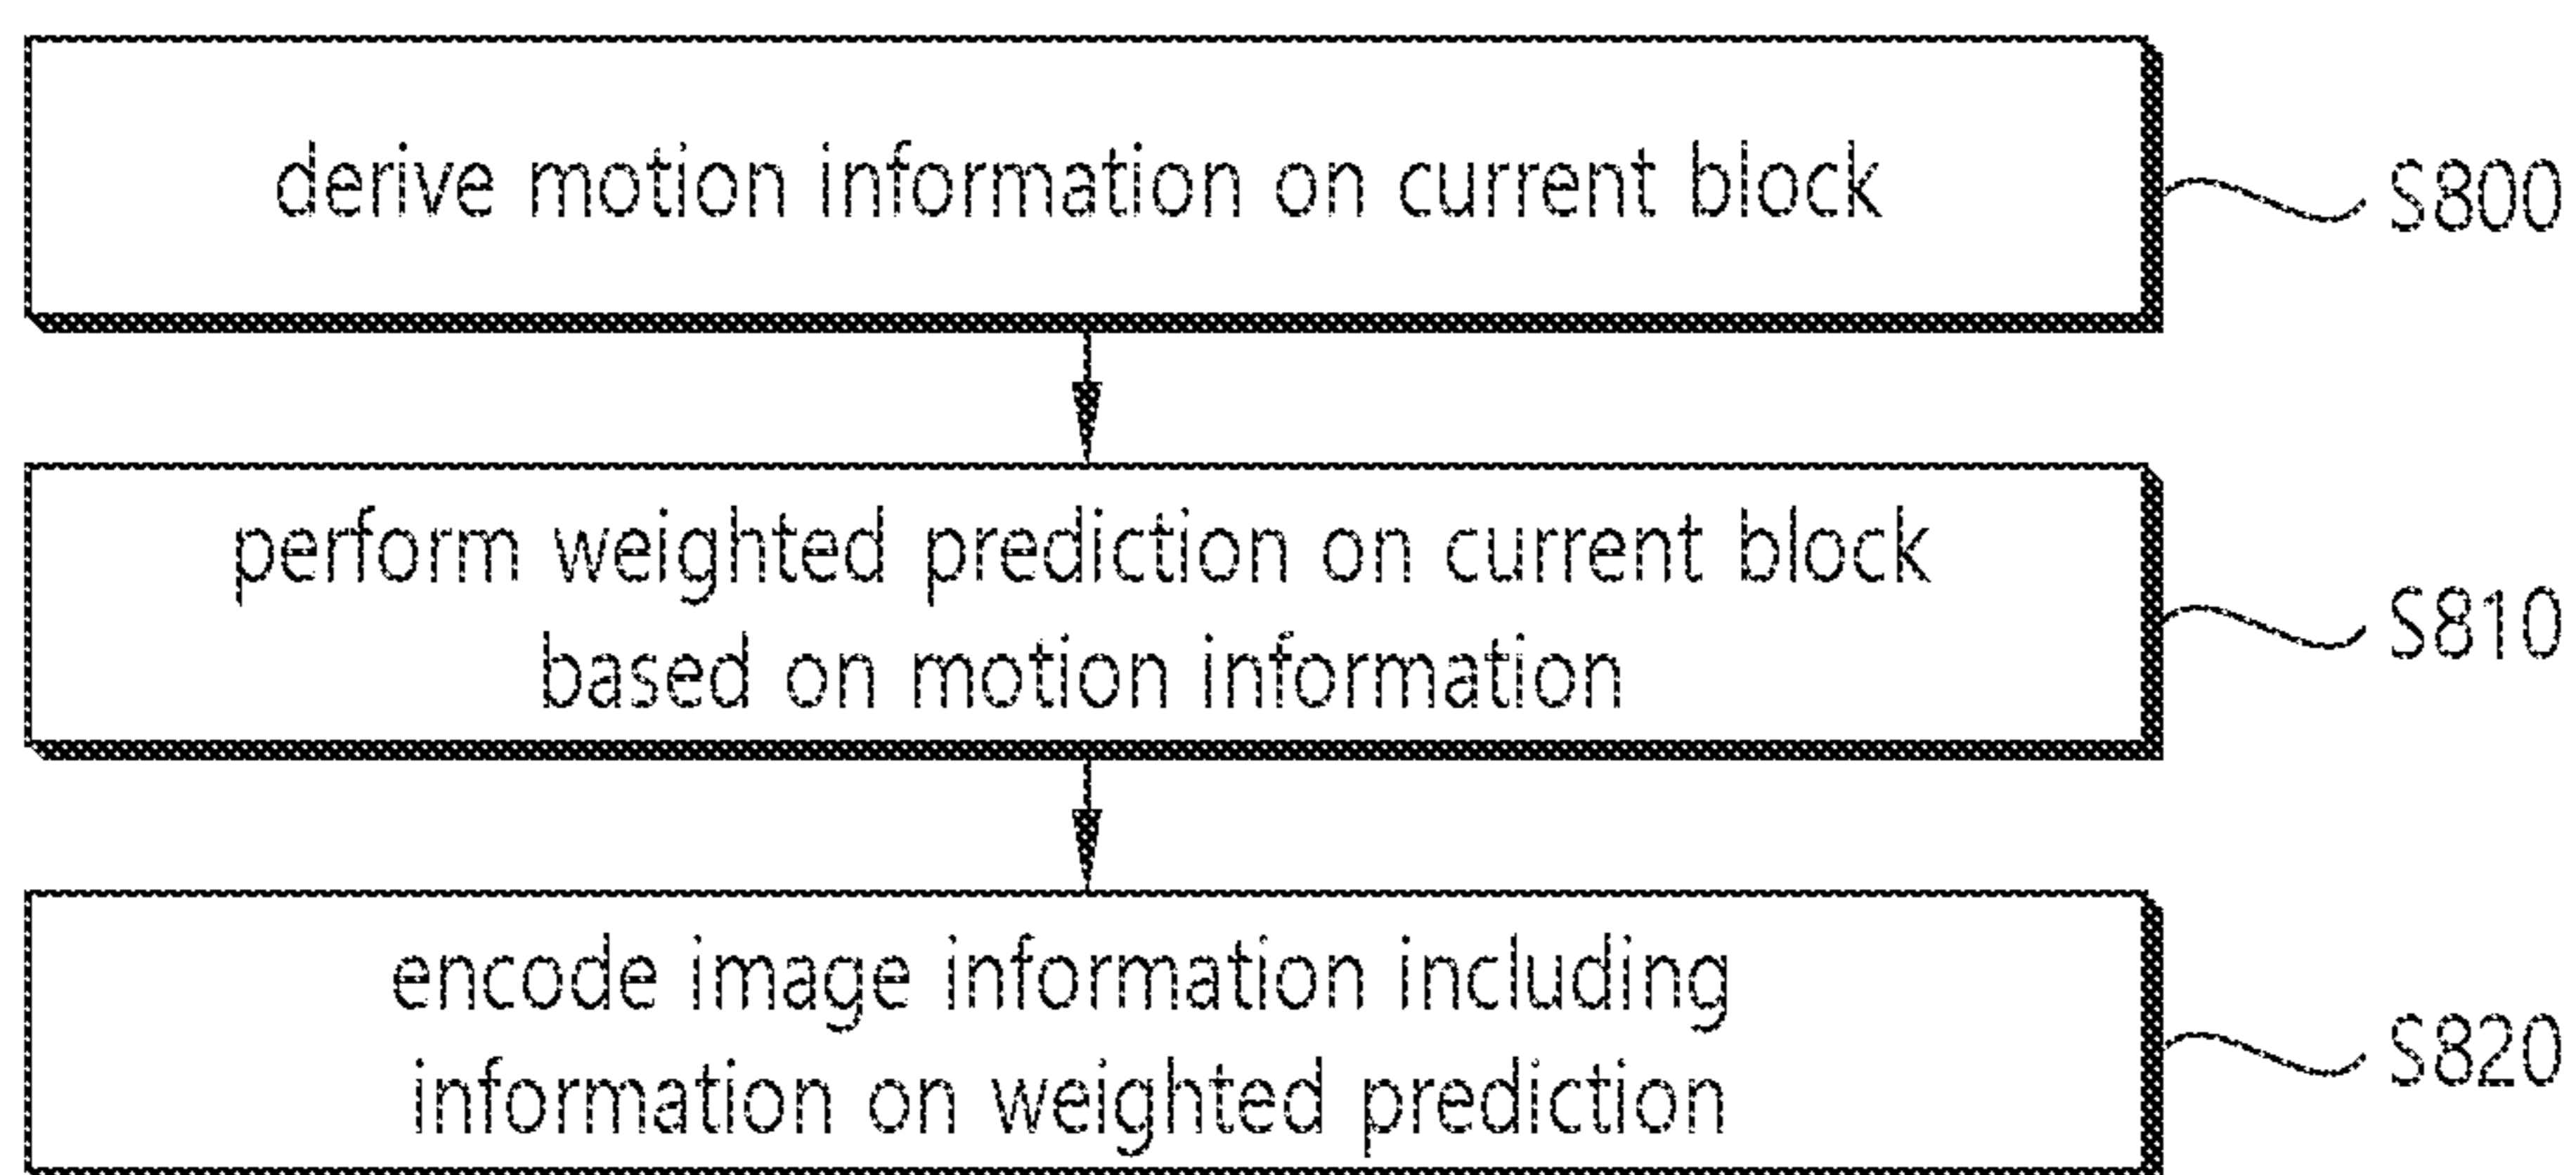 derive motion information on current block
S800
perform weighted prediction on current block
based on motion information
S810
encode image information including
information on weighted prediction
S820